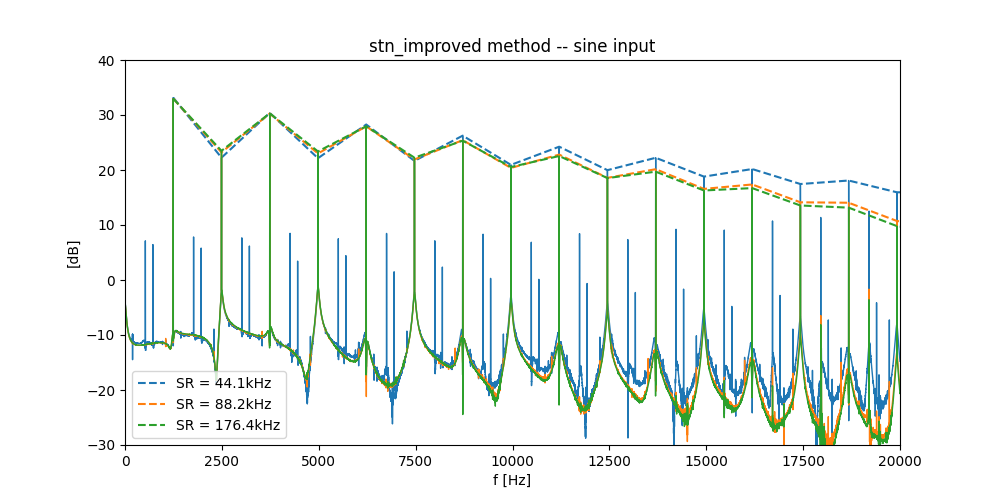 stn_improved method -- sine input
40
30
20
10
0
−10
−20
−30
[dB]
SR = 44.1kHz
SR = 88.2kHz
SR = 176.4kHz
0 2500 5000 7500 10000 12500 15000 17500 20000
f [Hz]